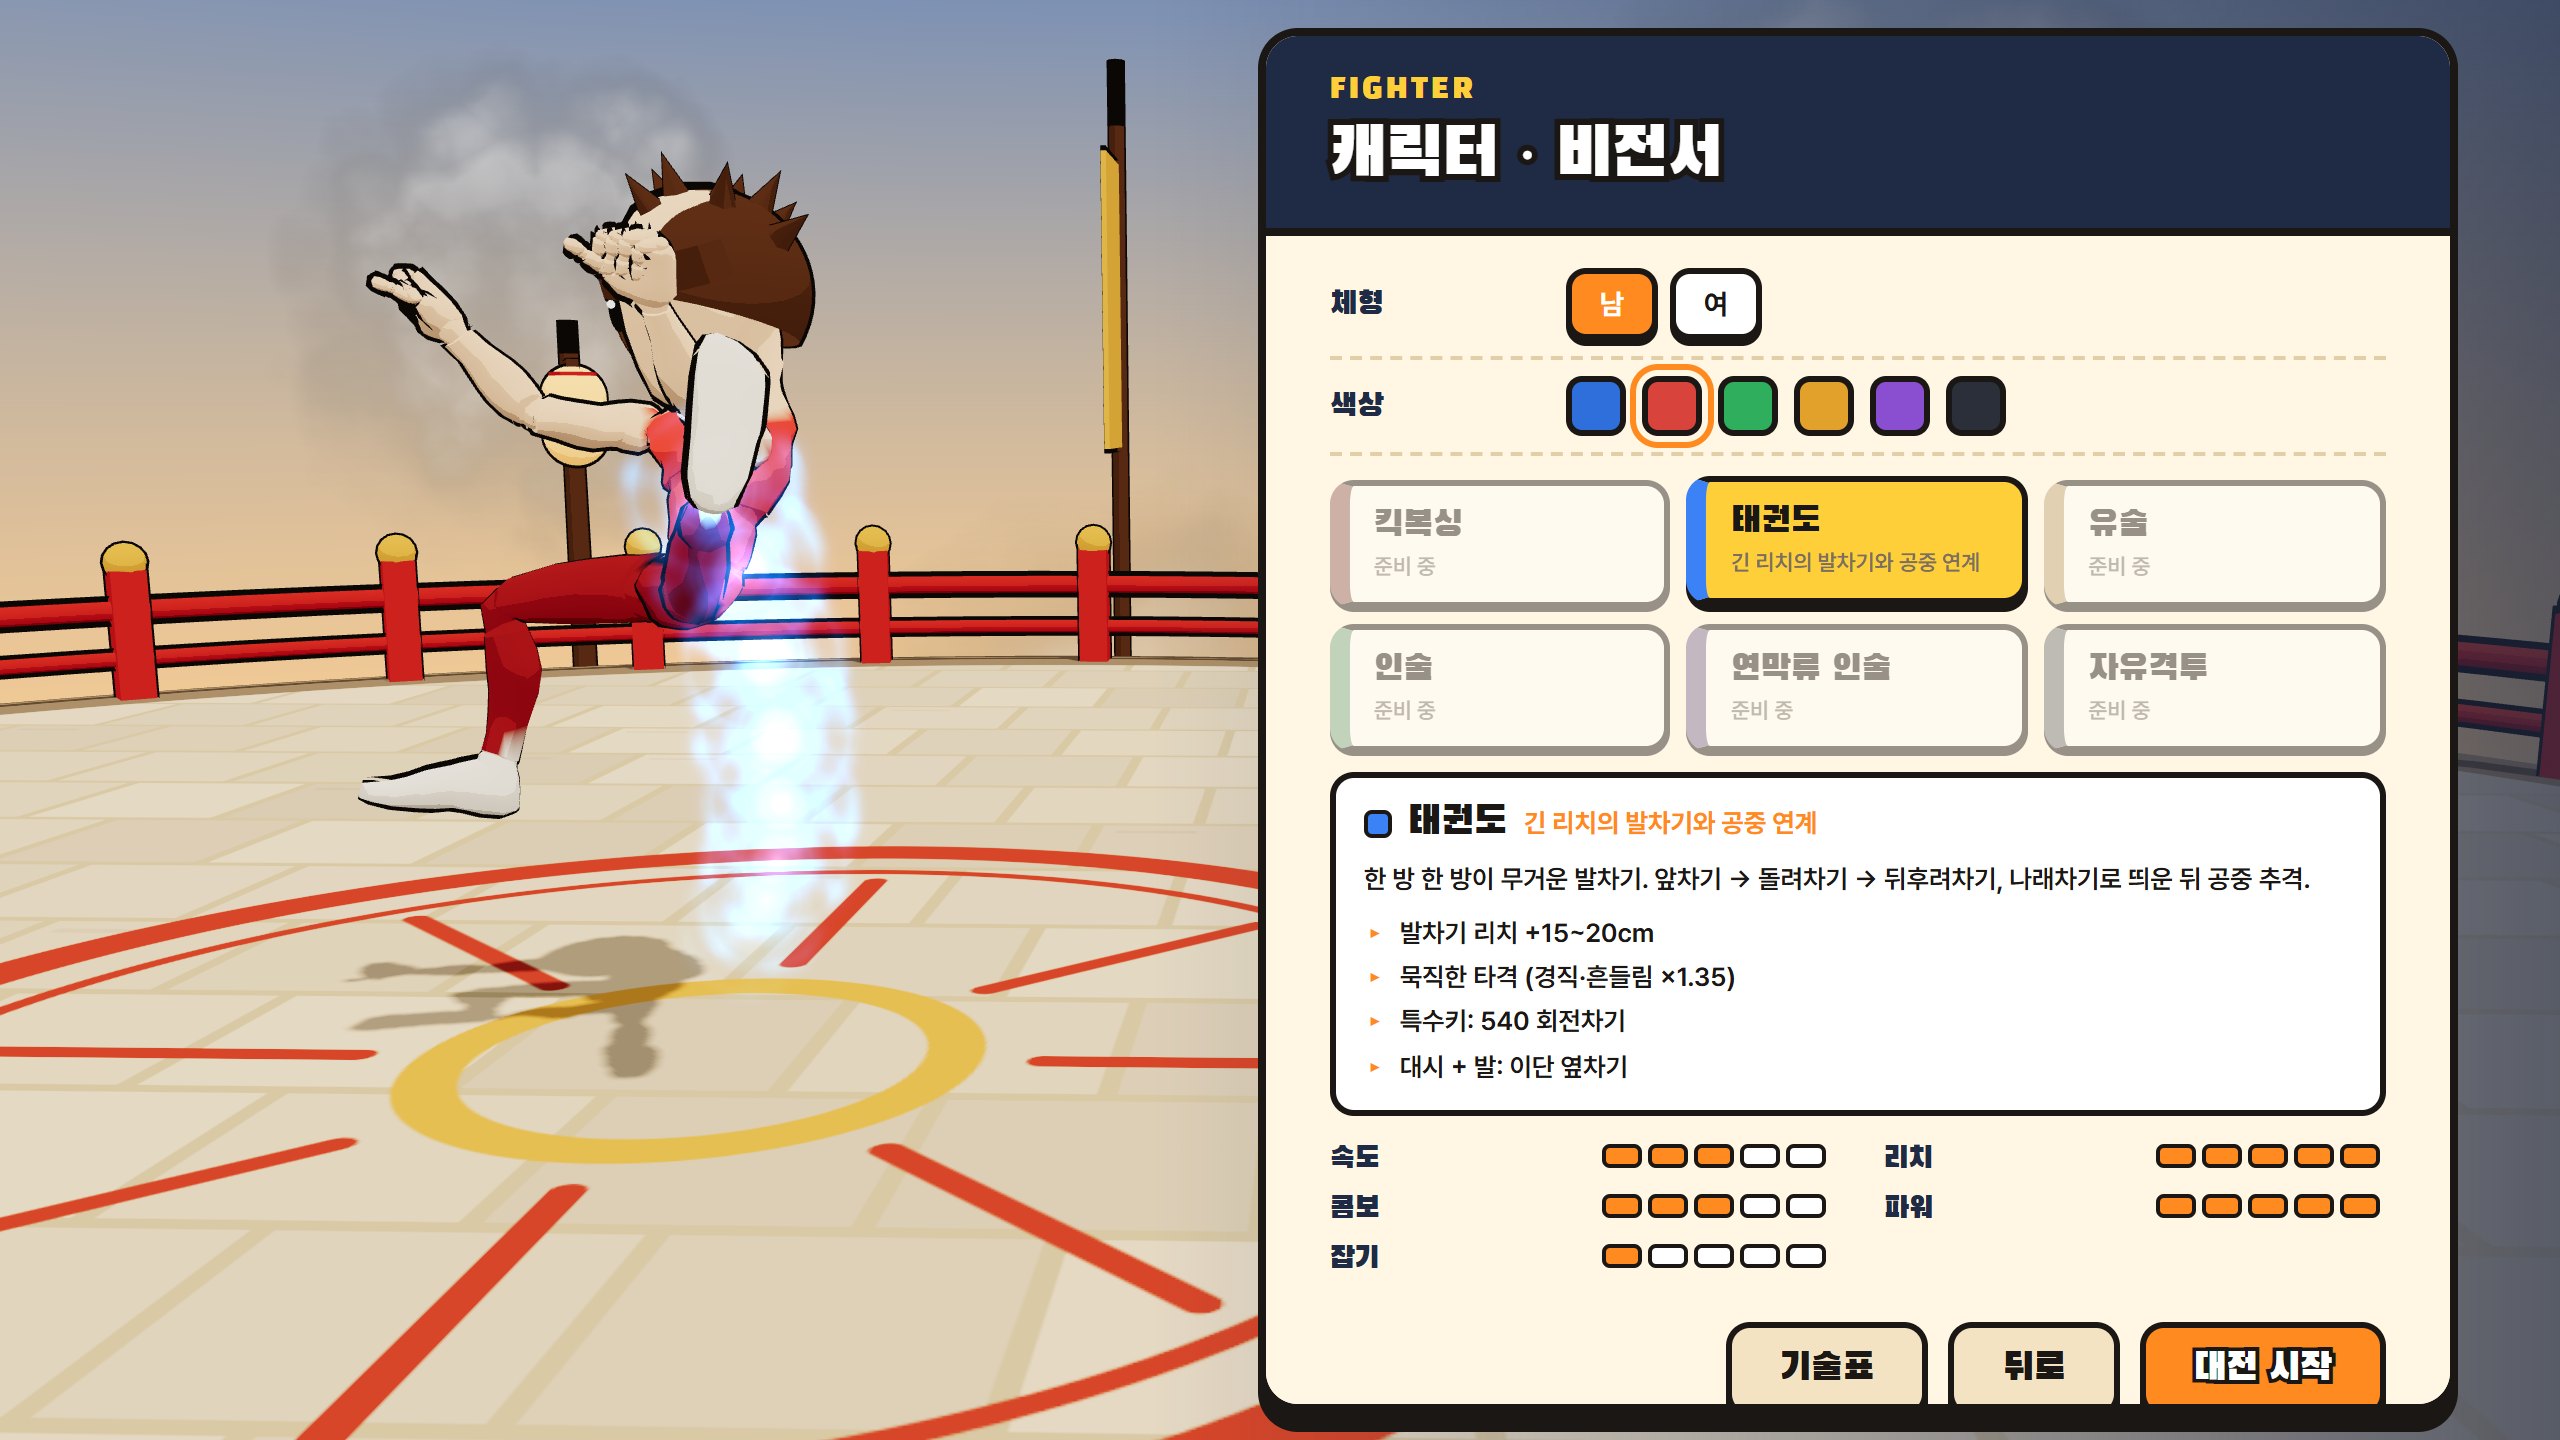 FIGHTER
캐릭터 · 비전서
체형
남
여
색상
킥복싱
준비 중
태권도
긴 리치의 발차기와 공중 연계
유술
준비 중
인술
준비 중
연막류 인술
준비 중
자유격투
준비 중
태권도 긴 리치의 발차기와 공중 연계
한 방 한 방이 무거운 발차기. 앞차기 → 돌려차기 → 뒤후려차기, 나래차기로 띄운 뒤 공중 추격.
▸ 발차기 리치 +15~20cm
▸ 묵직한 타격 (경직·흔들림 ×1.35)
▸ 특수키: 540 회전차기
▸ 대시 + 발: 이단 옆차기
속도
리치
콤보
파워
잡기
기술표
뒤로
대전 시작